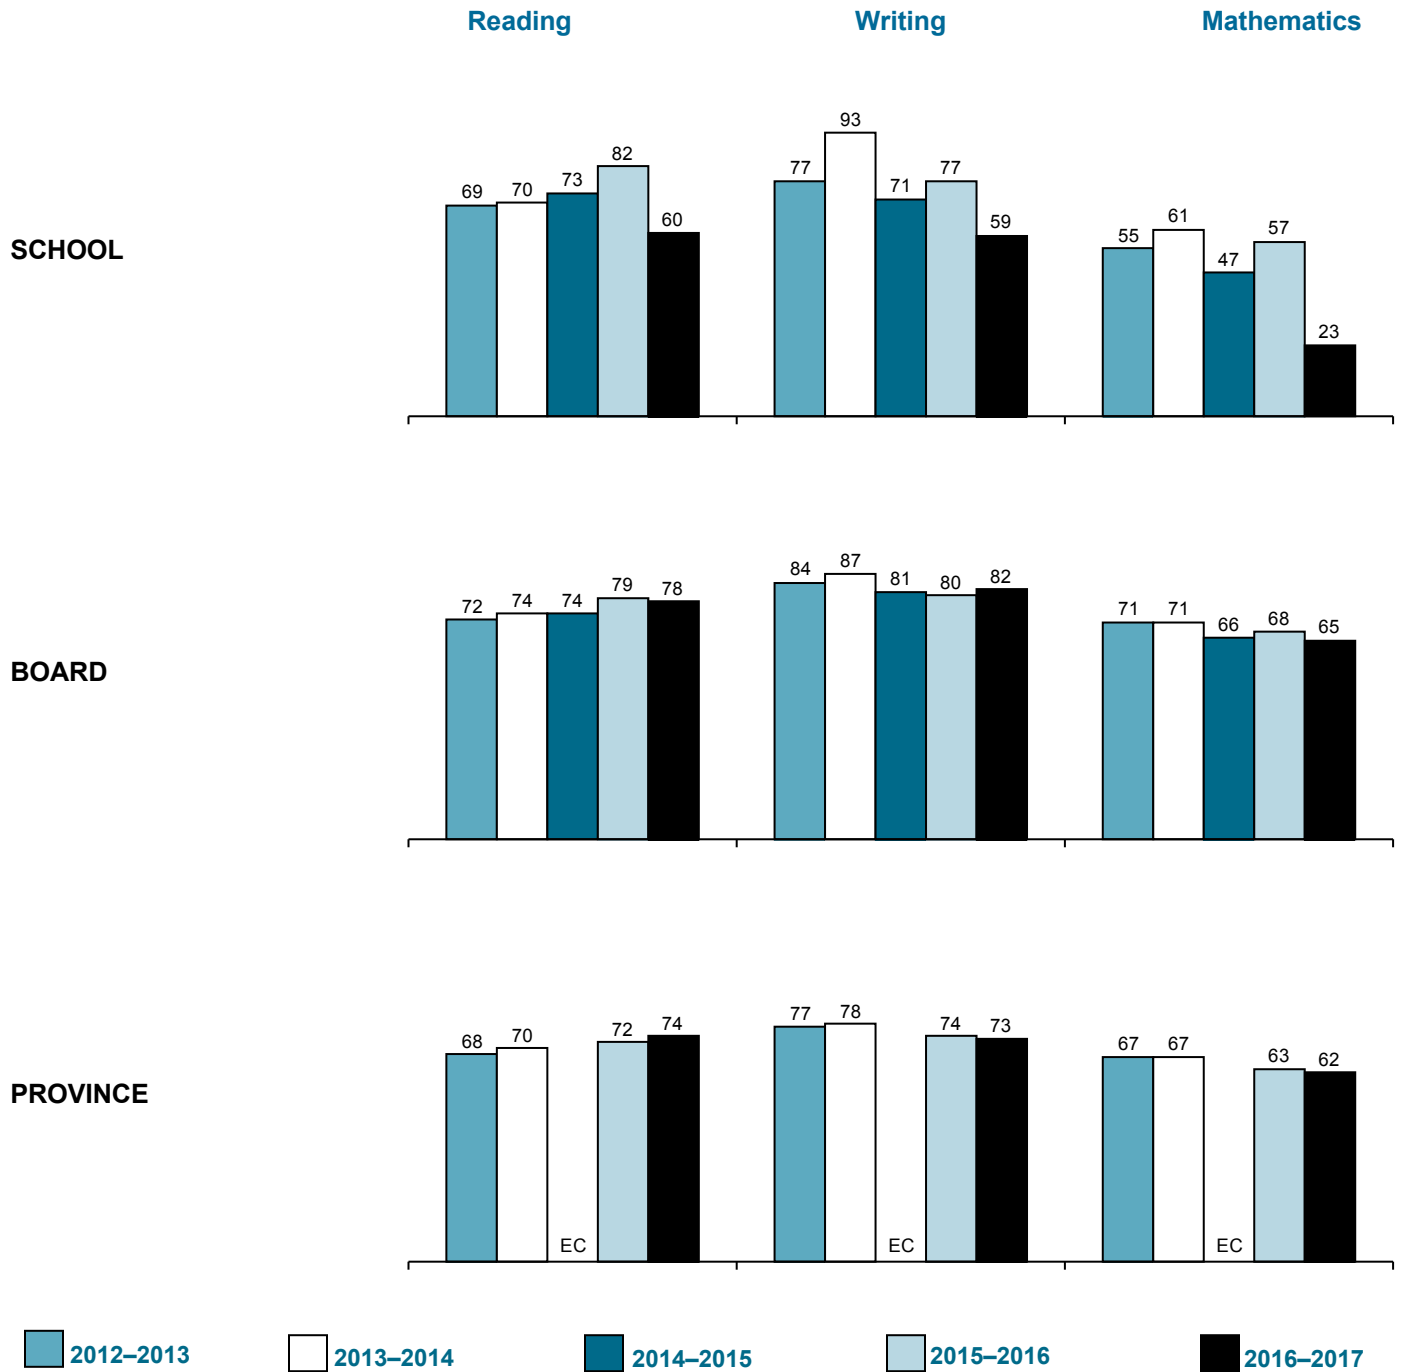 Reading Writing Mathematics
SCHOOL
69 70 73 82 60
77 93 71 77 59
55 61 47 57 23
BOARD
72 74 74 79 78
84 87 81 80 82
71 71 66 68 65
PROVINCE
68 70 EC 72 74
77 78 EC 74 73
67 67 EC 63 62
2012–2013 2013–2014 2014–2015 2015–2016 2016–2017